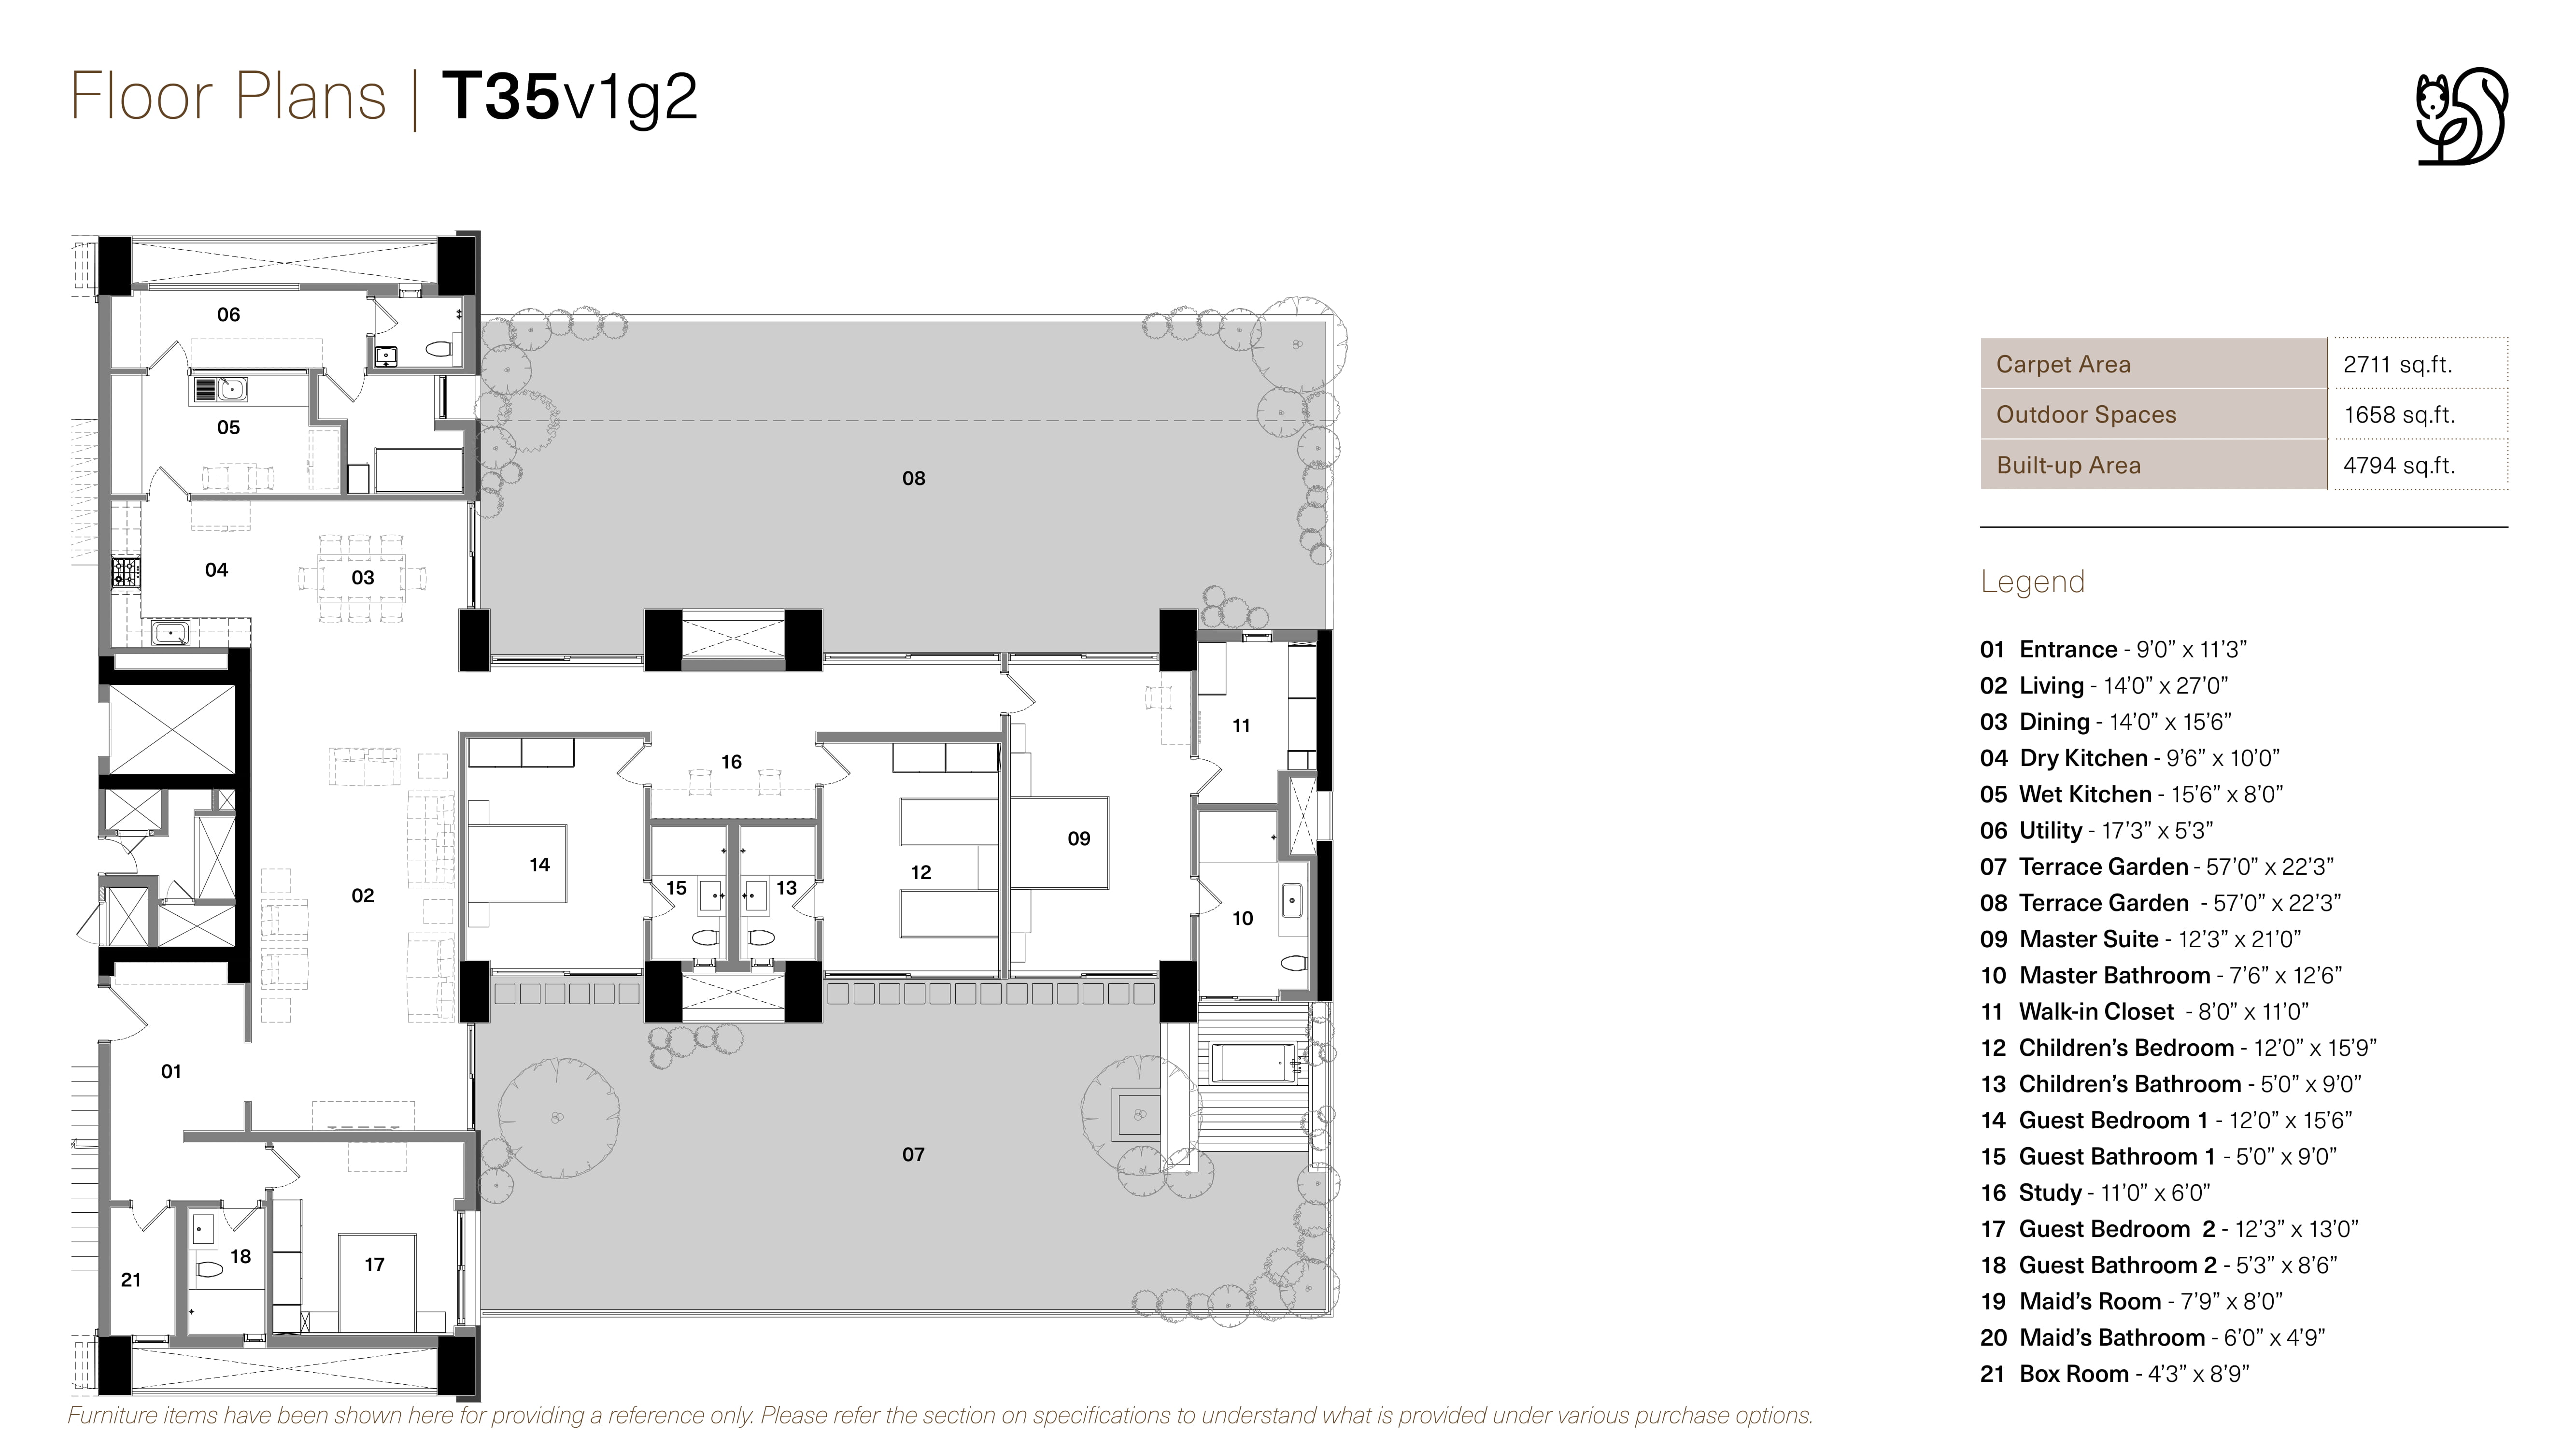 Floor Plans | T35v1g2
06
05
08
04
03
11
16
09
14
12
15
13
02
10
01
07
18
17
21
Carpet Area 2711 sq.ft.
Outdoor Spaces 1658 sq.ft.
Built-up Area 4794 sq.ft.
Legend
01 Entrance - 9’0” x 11’3”
02 Living - 14’0” x 27’0”
03 Dining - 14’0” x 15’6”
04 Dry Kitchen - 9’6” x 10’0”
05 Wet Kitchen - 15’6” x 8’0”
06 Utility - 17’3” x 5’3”
07 Terrace Garden - 57’0” x 22’3”
08 Terrace Garden - 57’0” x 22’3”
09 Master Suite - 12’3” x 21’0”
10 Master Bathroom - 7’6” x 12’6”
11 Walk-in Closet - 8’0” x 11’0”
12 Children’s Bedroom - 12’0” x 15’9”
13 Children’s Bathroom - 5’0” x 9’0”
14 Guest Bedroom 1 - 12’0” x 15’6”
15 Guest Bathroom 1 - 5’0” x 9’0”
16 Study - 11’0” x 6’0”
17 Guest Bedroom 2 - 12’3” x 13’0”
18 Guest Bathroom 2 - 5’3” x 8’6”
19 Maid’s Room - 7’9” x 8’0”
20 Maid’s Bathroom - 6’0” x 4’9”
21 Box Room - 4’3” x 8’9”
Furniture items have been shown here for providing a reference only. Please refer the section on specifications to understand what is provided under various purchase options.